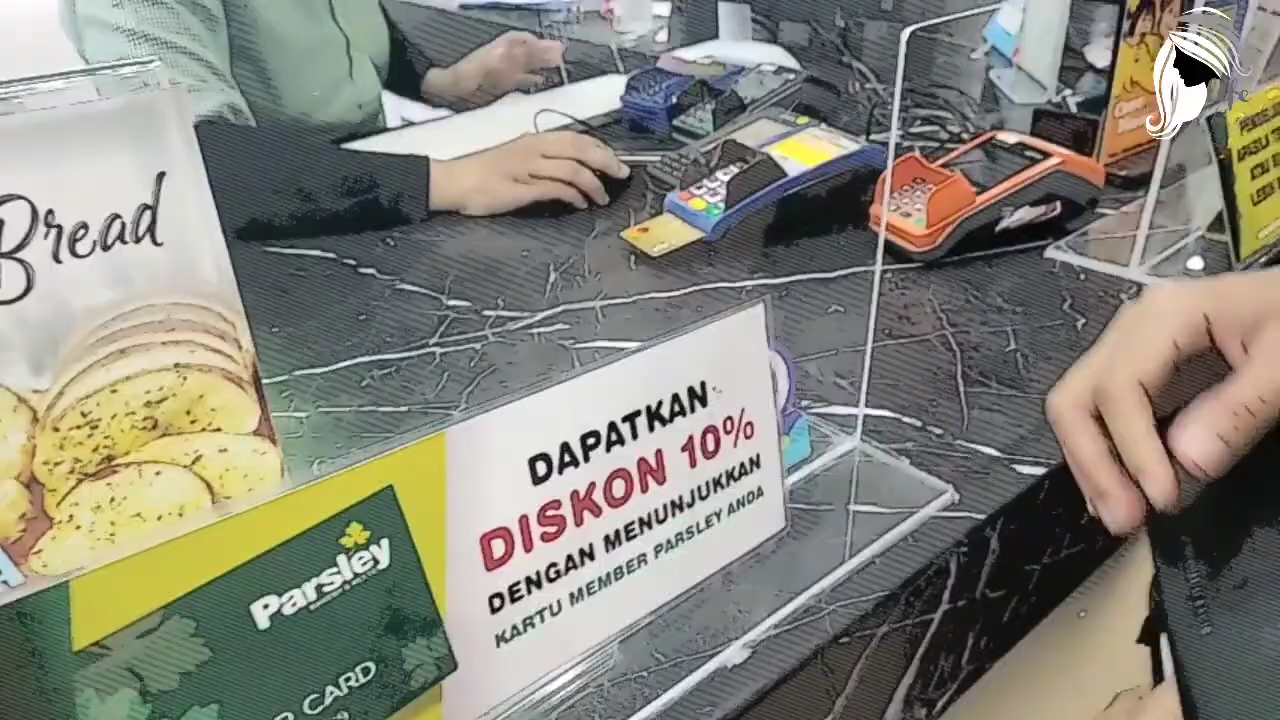 Bread
DAPATKAN
DISKON 10%
DENGAN MENUNJUKKAN
KARTU MEMBER PARSLEY ANDA
Parsley
CARD